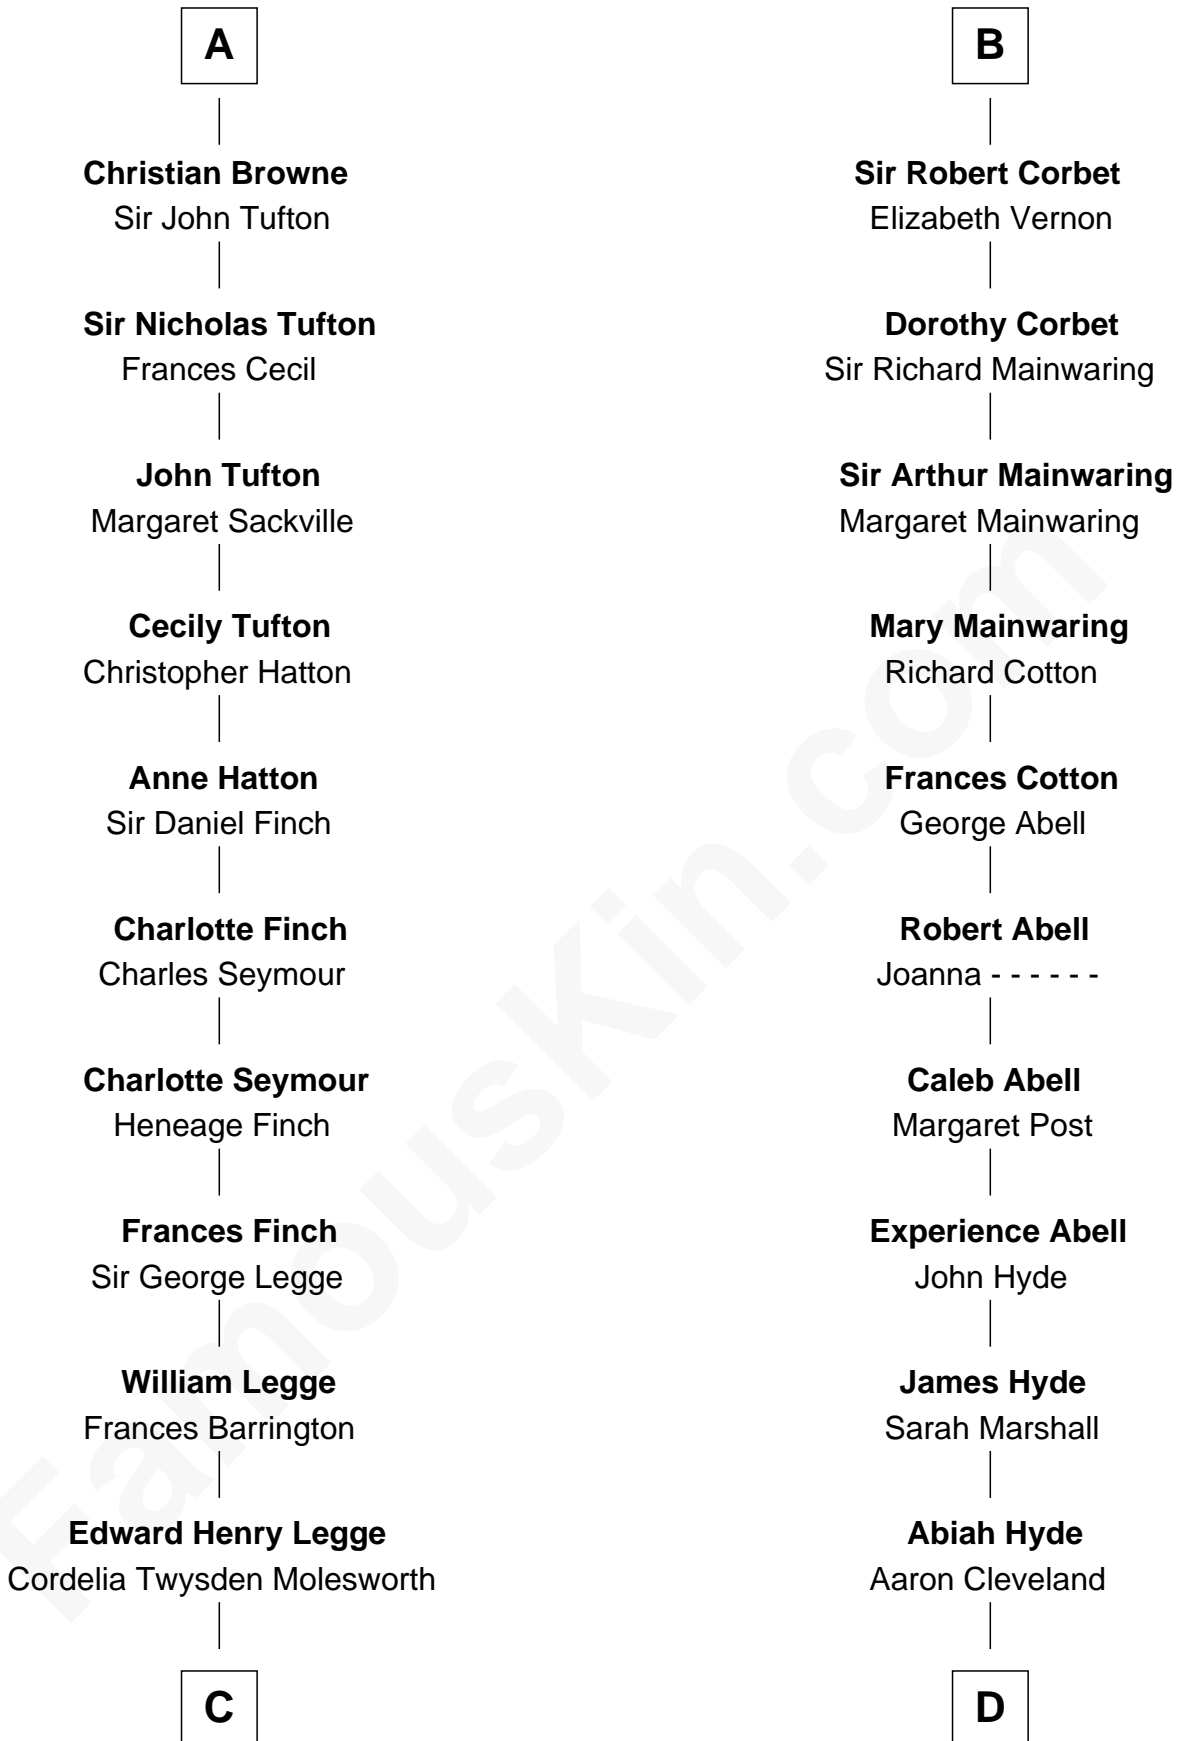 A
Christian Browne
Sir John Tufton
Sir Nicholas Tufton
Frances Cecil
John Tufton
Margaret Sackville
Cecily Tufton
Christopher Hatton
Anne Hatton
Sir Daniel Finch
Charlotte Finch
Charles Seymour
Charlotte Seymour
Heneage Finch
Frances Finch
Sir George Legge
William Legge
Frances Barrington
Edward Henry Legge
Cordelia Twysden Molesworth
C
B
Sir Robert Corbet
Elizabeth Vernon
Dorothy Corbet
Sir Richard Mainwaring
Sir Arthur Mainwaring
Margaret Mainwaring
Mary Mainwaring
Richard Cotton
Frances Cotton
George Abell
Robert Abell
Joanna - - - - - -
Caleb Abell
Margaret Post
Experience Abell
John Hyde
James Hyde
Sarah Marshall
Abiah Hyde
Aaron Cleveland
D
FamousKin.com